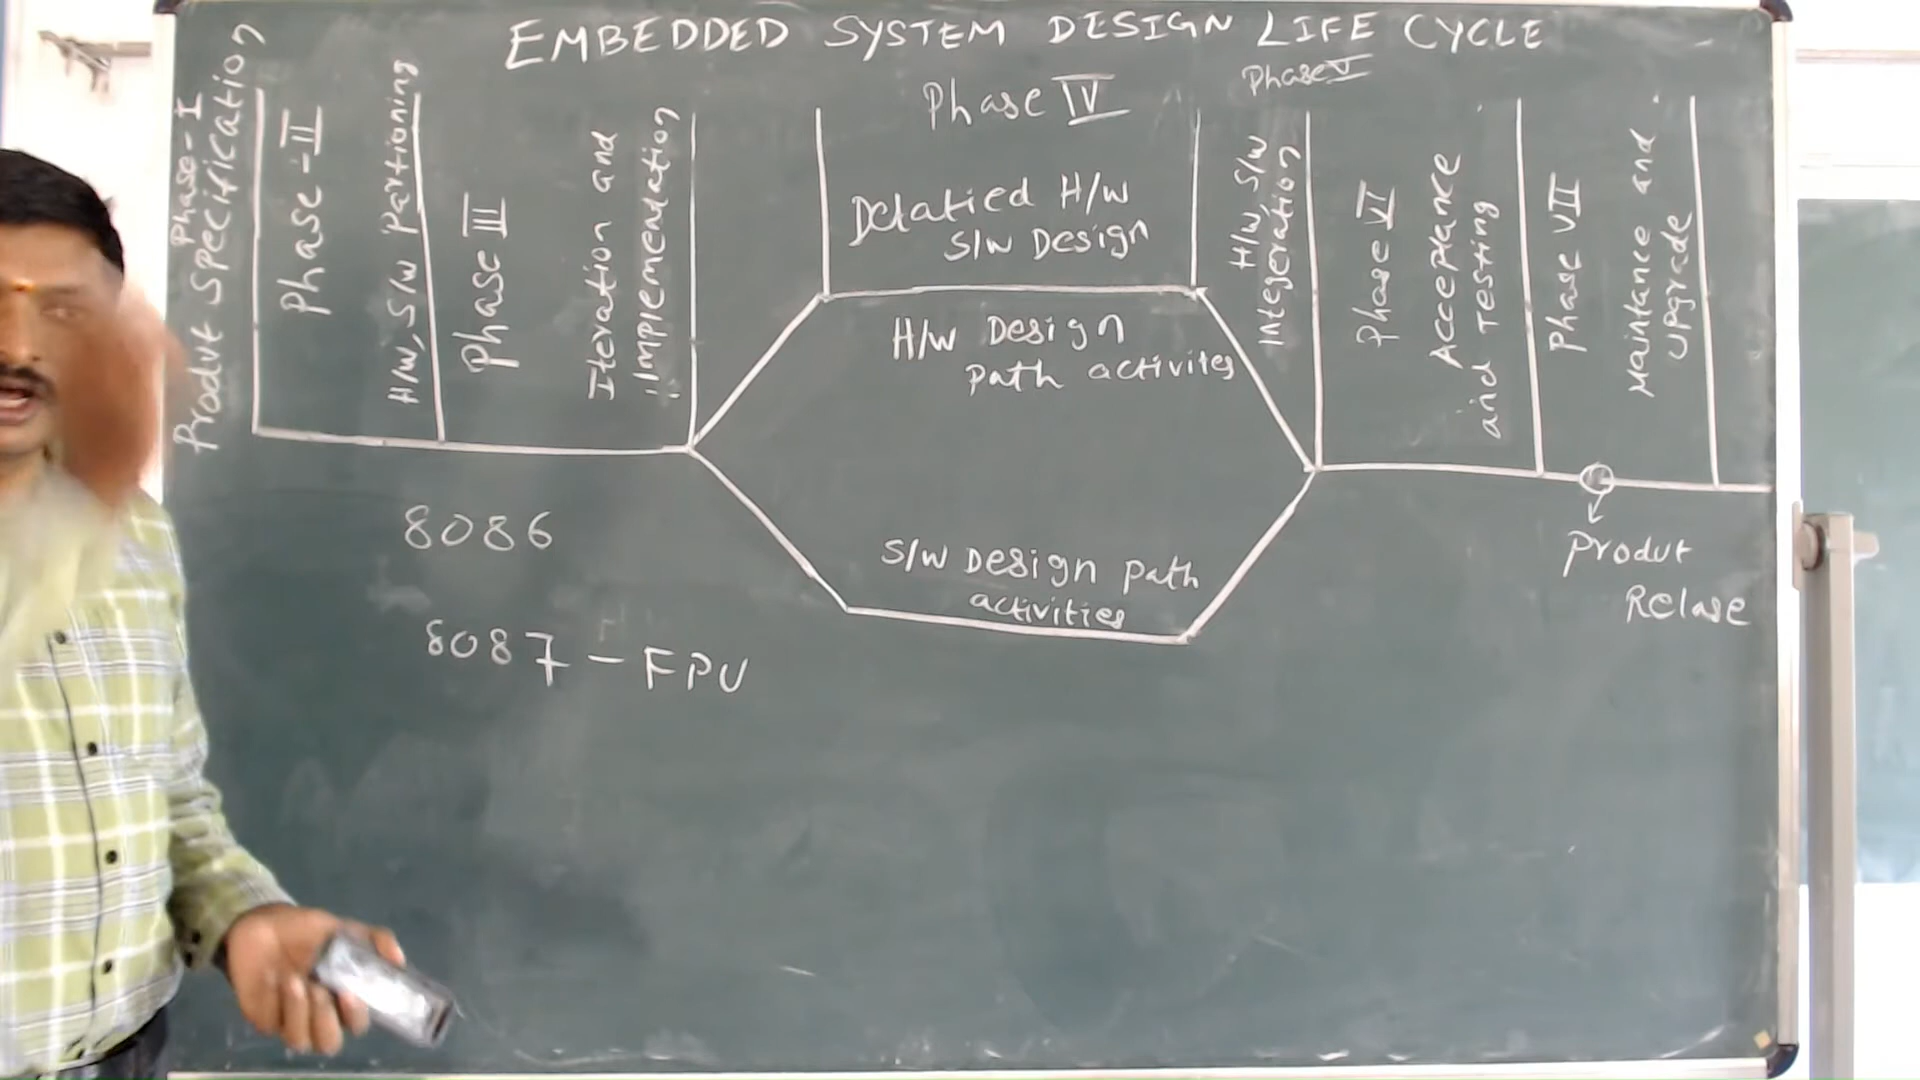 EMBEDDED SYSTEM DESIGN LIFE CYCLE
Phase-I
Produt Specification
Phase-II
H/W, S/W Partioning
Phase III
Iteration and
implementation
Phase IV
Detatied H/W
S/W Design
H/W Design
Path activites
S/W Design Path
activities
Phase V
H/W, S/W
Integeration
Phase VI
Acceptance
and Testing
Phase VII
Maintance and
upgrade
Produt
Relase
8086
8087 - FPU